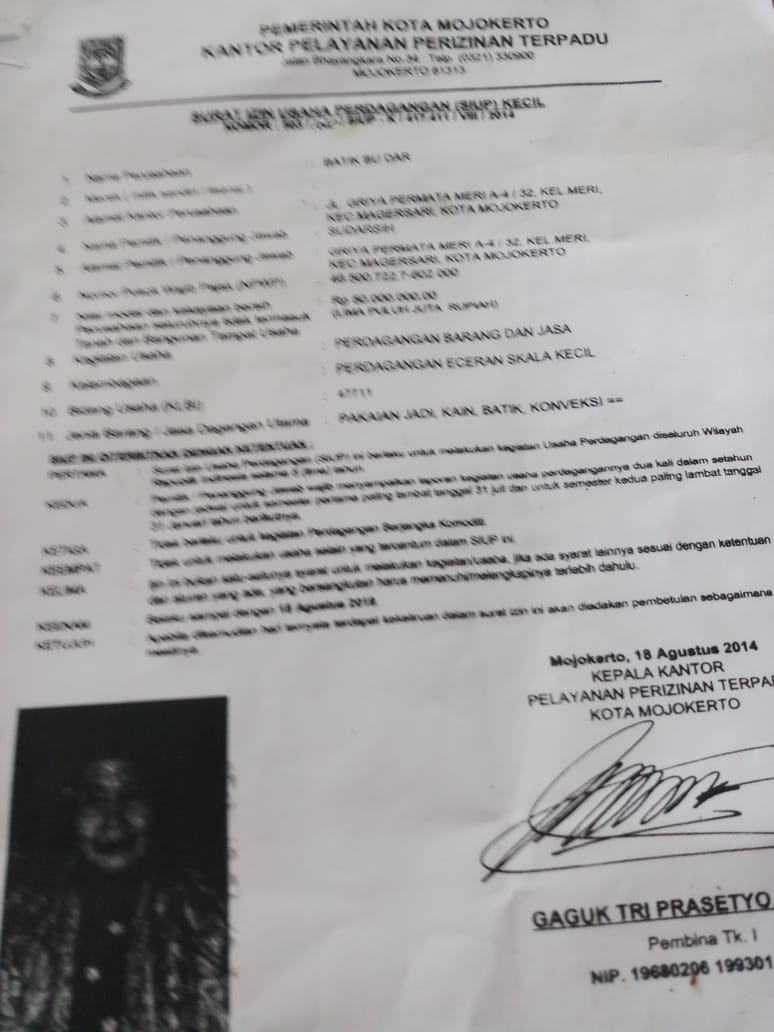 PEMERINTAH KOTA MOJOKERTO
KANTOR PELAYANAN PERIZINAN TERPADU
Jalan Bhayangkara No.34 Telp. (0321) 330900
MOJOKERTO 61313
SURAT IZIN USAHA PERDAGANGAN (SIUP) KECIL
NOMOR : 503 / SIUP - K / 417.411 / VIII / 2014
1. Nama Perusahaan : BATIK BU DAR
2. Merek ( milik sendiri / lisensi ) :
3. Alamat Kantor Perusahaan : JL. GRIYA PERMATA MERI A-4 / 32, KEL MERI,
KEC MAGERSARI, KOTA MOJOKERTO
4. Nama Pemilik / Penanggung Jawab : SUDARSIH
5. Alamat Pemilik / Penanggung Jawab : GRIYA PERMATA MERI A-4 / 32, KEL.MERI,
KEC MAGERSARI, KOTA MOJOKERTO
6. Nomor Pokok Wajib Pajak (NPWP) :
7. Nilai modal dan kekayaan bersih : Rp 50.000.000,00
Perusahaan seluruhnya tidak termasuk (LIMA PULUH JUTA RUPIAH)
Tanah dan Bangunan Tempat Usaha
8. Kegiatan Usaha : PERDAGANGAN BARANG DAN JASA
9. Kelembagaan : PERDAGANGAN ECERAN SKALA KECIL
10. Bidang Usaha (KLBI) : 47711
11. Jenis Barang / Jasa Dagangan Utama : PAKAIAN JADI, KAIN, BATIK, KONVEKSI ==
SIUP INI DITERBITKAN DENGAN KETENTUAN :
PERTAMA : Surat Izin Usaha Perdagangan (SIUP) ini berlaku untuk melakukan kegiatan Usaha Perdagangan diseluruh Wilayah
Republik Indonesia selama 5 (lima) tahun.
KEDUA : Pemilik / Penanggung Jawab wajib menyampaikan laporan kegiatan usaha perdagangannya dua kali dalam setahun
dengan jadwal untuk semester pertama paling lambat tanggal 31 juli dan untuk semester kedua paling lambat tanggal
31 Januari tahun berikutnya.
KETIGA : Tidak berlaku untuk kegiatan Perdagangan Berjangka Komoditi.
KEEMPAT : Tidak untuk melakukan usaha selain yang tercantum dalam SIUP ini.
KELIMA : Ijin ini bukan satu-satunya syarat untuk melakukan kegiatan/usaha, jika ada syarat lainnya sesuai dengan ketentuan
dan aturan yang ada, yang bersangkutan harus memenuhi/melengkapinya terlebih dahulu.
KEENAM : Berlaku sampai dengan 18 Agustus 2019.
KETUJUH : Apabila dikemudian hari ternyata terdapat kekeliruan dalam surat izin ini akan diadakan pembetulan sebagaimana
mestinya.
Mojokerto, 18 Agustus 2014
KEPALA KANTOR
PELAYANAN PERIZINAN TERPA
KOTA MOJOKERTO
GAGUK TRI PRASETYO
Pembina Tk. I
NIP. 19680206 199301